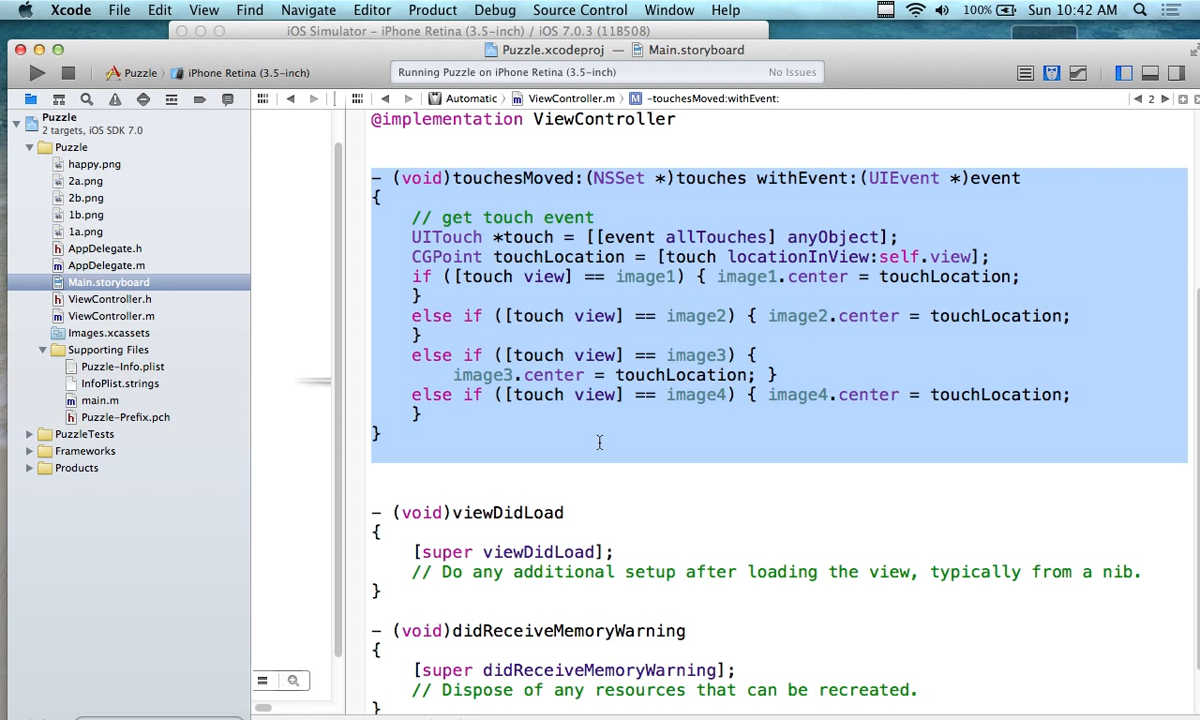 Xcode File Edit View Find Navigate Editor Product Debug Source Control Window Help 100% Sun 10:42 AM
iOS Simulator – iPhone Retina (3.5-inch) / iOS 7.0.3 (11B508)
Puzzle.xcodeproj — Main.storyboard
Puzzle iPhone Retina (3.5-inch) Running Puzzle on iPhone Retina (3.5-inch) No Issues
Automatic ViewController.m -touchesMoved:withEvent: 2
Puzzle
2 targets, iOS SDK 7.0
Puzzle
happy.png
2a.png
2b.png
1b.png
1a.png
AppDelegate.h
AppDelegate.m
Main.storyboard
ViewController.h
ViewController.m
Images.xcassets
Supporting Files
Puzzle-Info.plist
InfoPlist.strings
main.m
Puzzle-Prefix.pch
PuzzleTests
Frameworks
Products
@implementation ViewController
- (void)touchesMoved:(NSSet *)touches withEvent:(UIEvent *)event
{
// get touch event
UITouch *touch = [[event allTouches] anyObject];
CGPoint touchLocation = [touch locationInView:self.view];
if ([touch view] == image1) { image1.center = touchLocation;
}
else if ([touch view] == image2) { image2.center = touchLocation;
}
else if ([touch view] == image3) {
image3.center = touchLocation; }
else if ([touch view] == image4) { image4.center = touchLocation;
}
}
- (void)viewDidLoad
{
[super viewDidLoad];
// Do any additional setup after loading the view, typically from a nib.
}
- (void)didReceiveMemoryWarning
{
[super didReceiveMemoryWarning];
// Dispose of any resources that can be recreated.
}